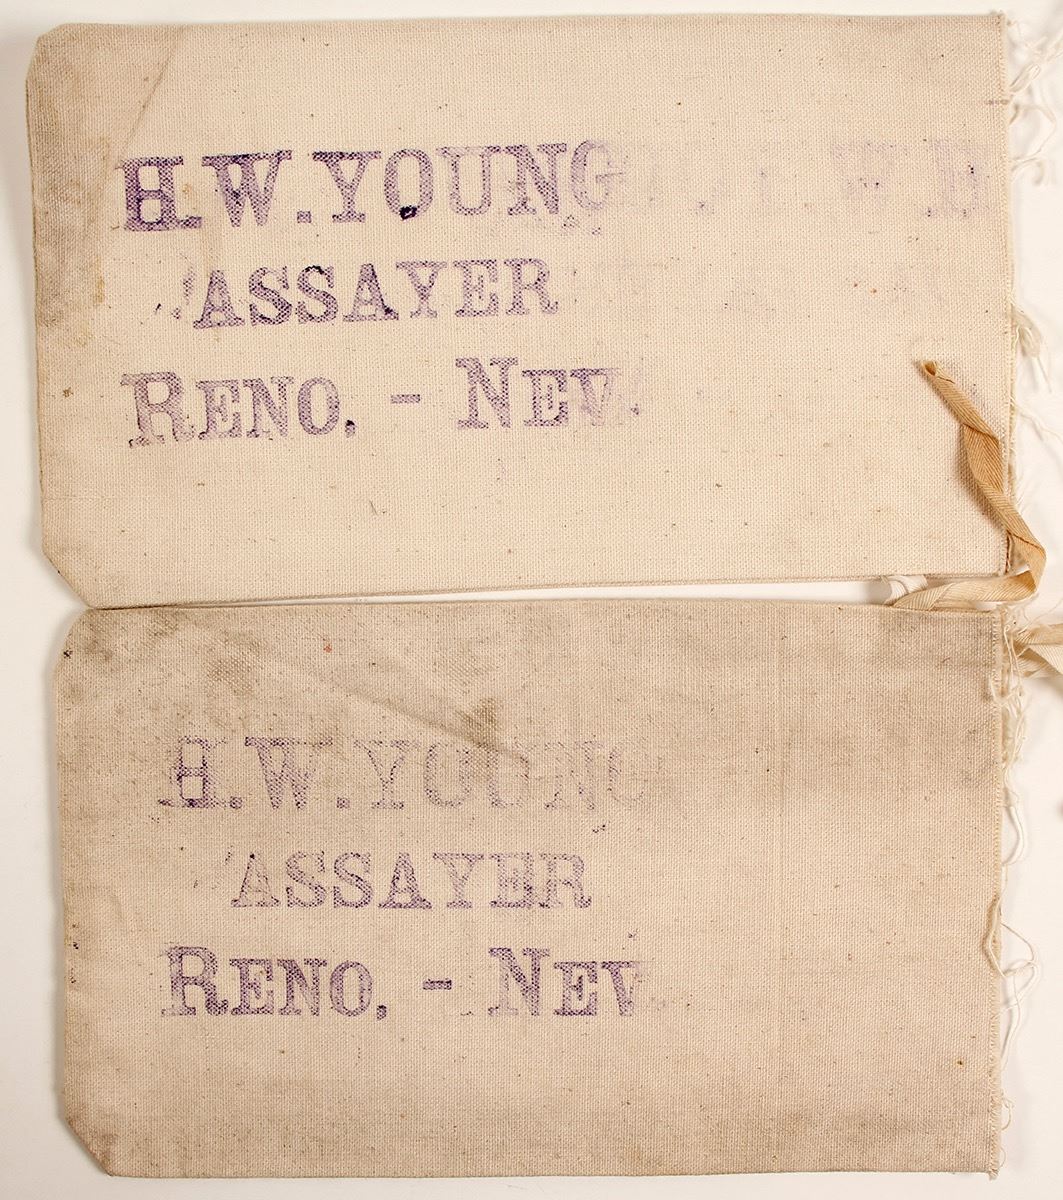 H.W.YOUNG
ASSAYER
RENO, - NEV
H.W.YOUNG
ASSAYER
RENO, - NEV.